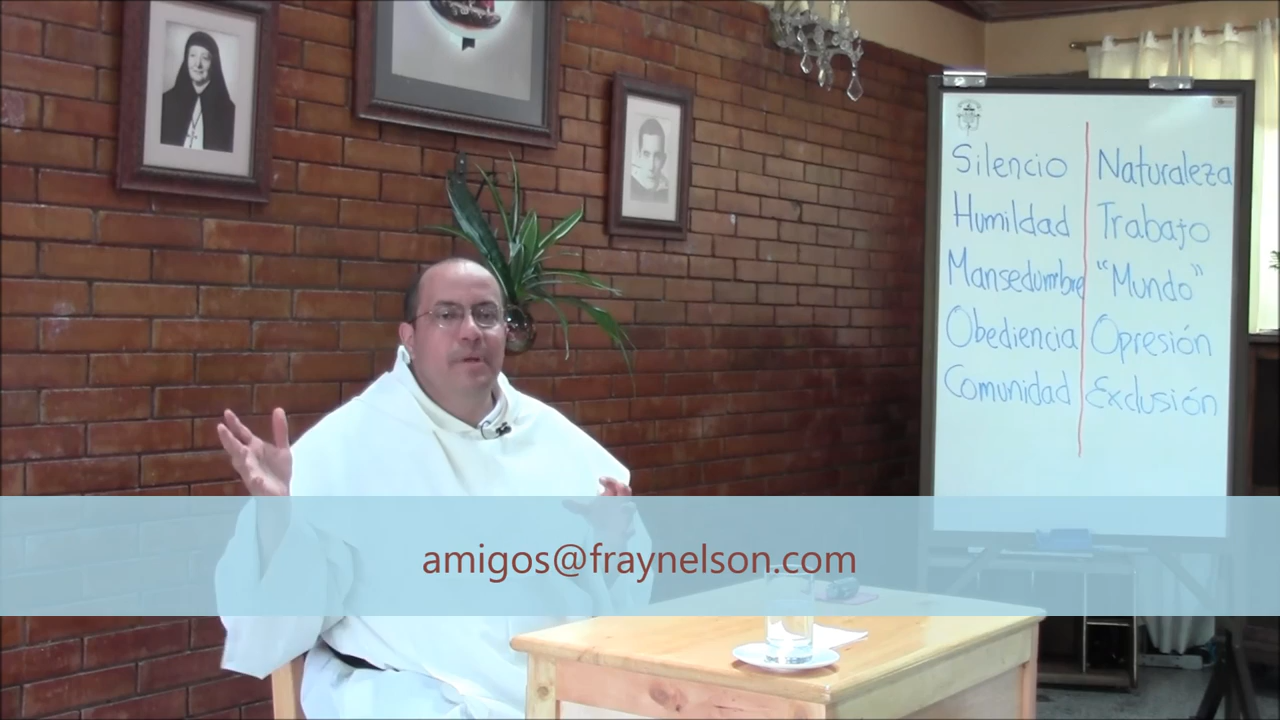 Silencio
Humildad
Mansedumbre
Obediencia
Comunidad
Naturaleza
Trabajo
"Mundo"
Opresión
Exclusión
amigos@fraynelson.com